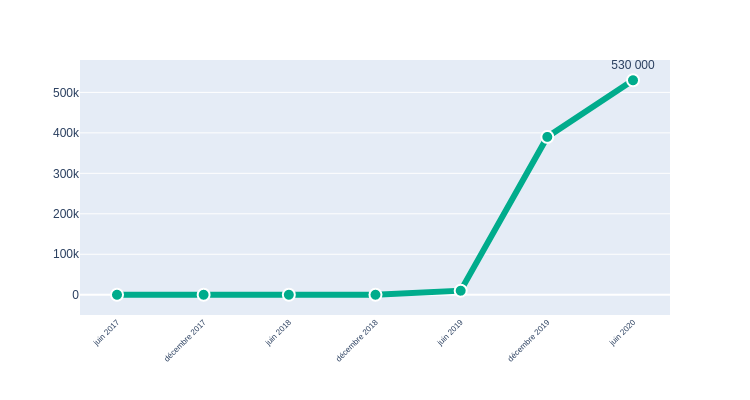 530 000
500k
400k
300k
200k
100k
0
juin 2017
décembre 2017
juin 2018
décembre 2018
juin 2019
décembre 2019
juin 2020